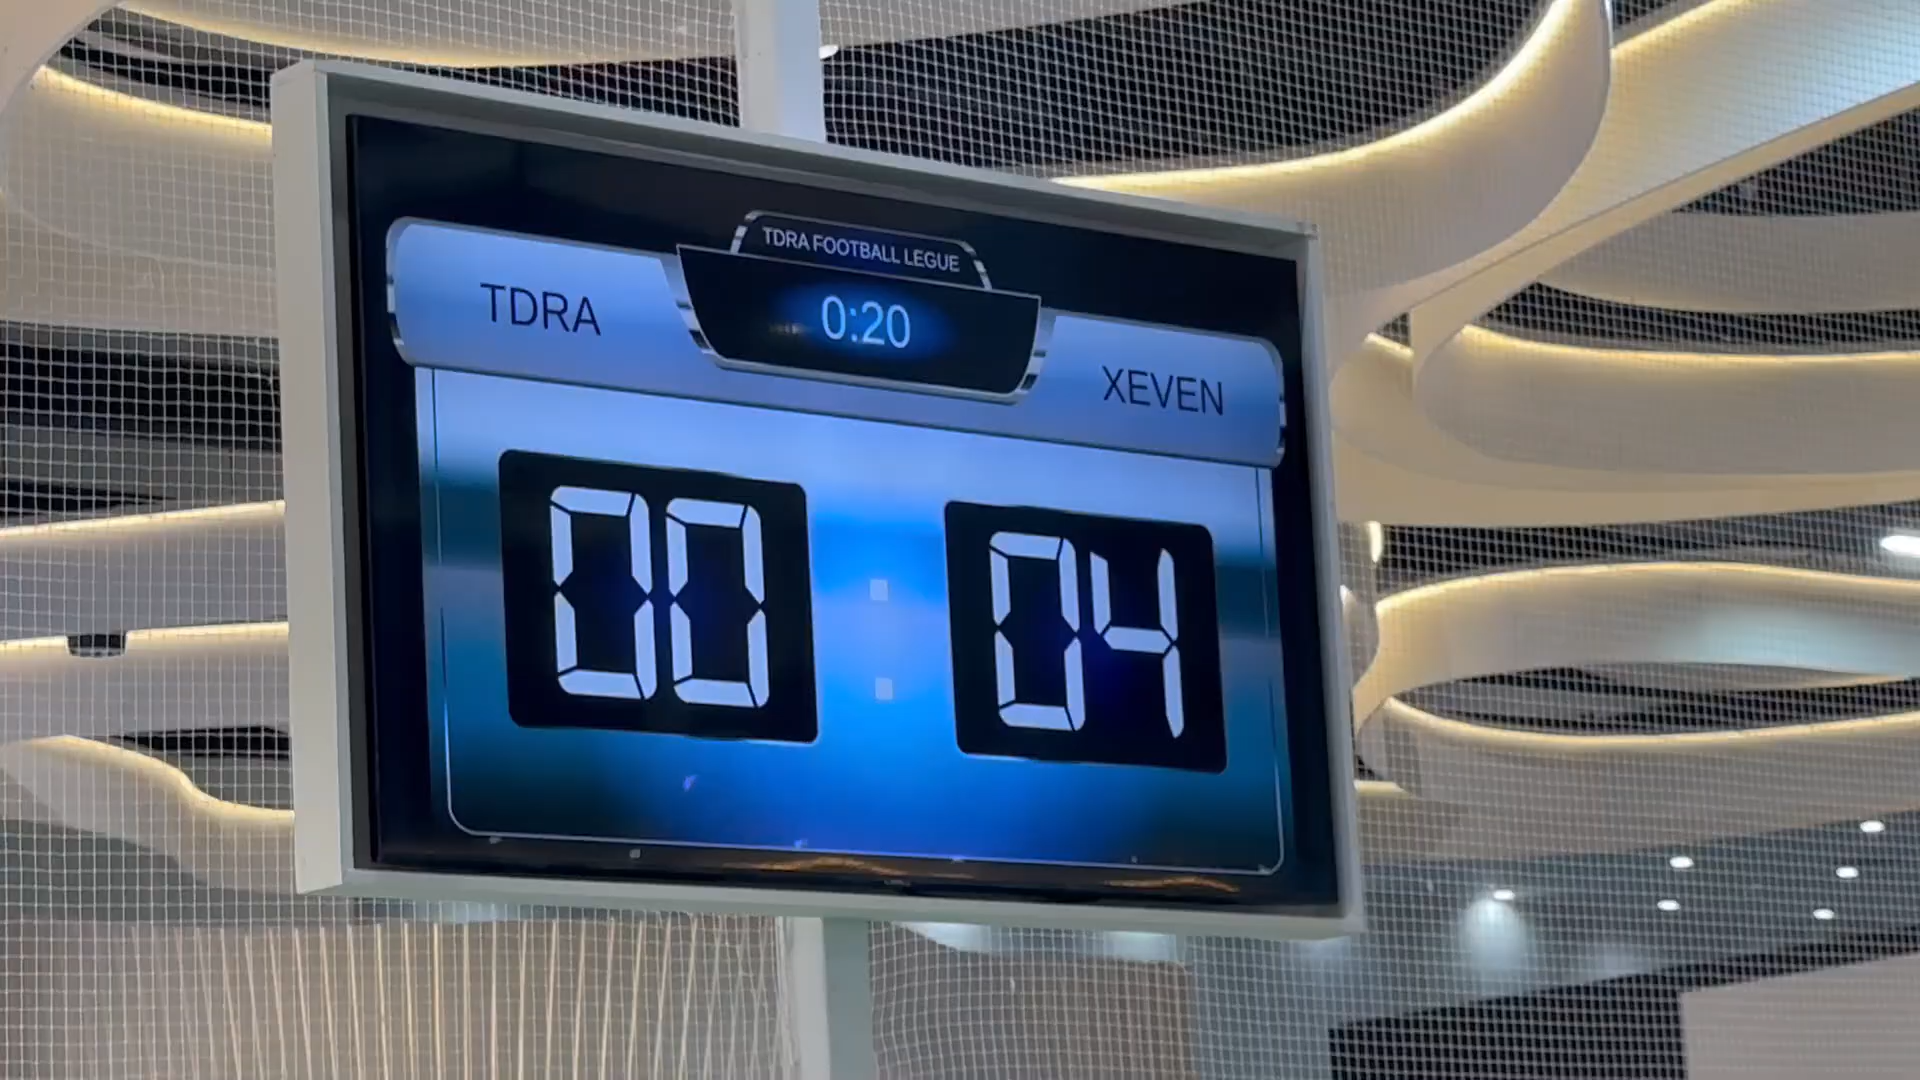 TDRA FOOTBALL LEGUE
0:20
TDRA
XEVEN
00 : 04